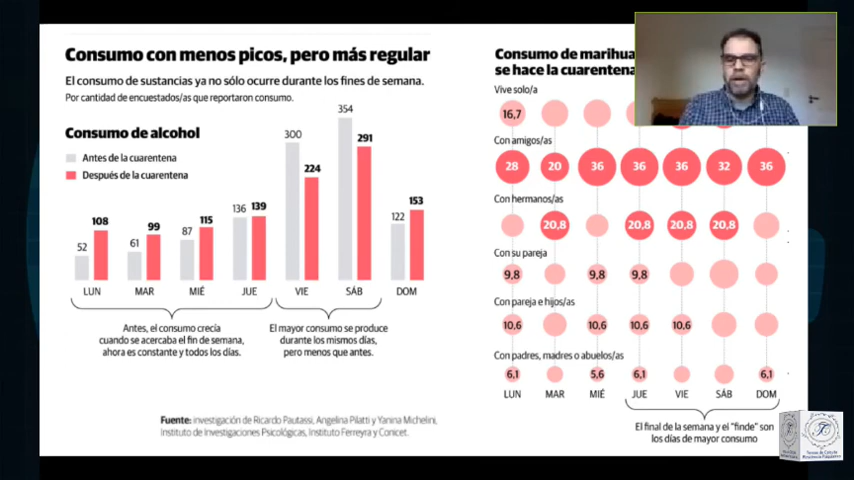 Consumo con menos picos, pero más regular
El consumo de sustancias ya no sólo ocurre durante los fines de semana.
Por cantidad de encuestados/as que reportaron consumo.
Consumo de alcohol
Antes de la cuarentena
Después de la cuarentena
52 108 61 99 87 115 136 139 300 224 354 291 122 153
LUN MAR MIÉ JUE VIE SÁB DOM
Antes, el consumo crecía
cuando se acercaba el fin de semana,
ahora es constante y todos los días.
El mayor consumo se produce
durante los mismos días,
pero menos que antes.
Fuente: investigación de Ricardo Pautassi, Angelina Pilatti y Yanina Michelini,
Instituto de Investigaciones Psicológicas, Instituto Ferreyra y Conicet.
Consumo de marihua
se hace la cuarentena
Vive solo/a
16,7
Con amigos/as
28 20 36 36 36 32 36
Con hermanos/as
20,8 20,8 20,8 20,8
Con su pareja
9,8 9,8 9,8
Con pareja e hijos/as
10,6 10,6 10,6 10,6
Con padres, madres o abuelos/as
6,1 5,6 6,1 6,1
LUN MAR MIÉ JUE VIE SÁB DOM
El final de la semana y el "finde" son
los días de mayor consumo